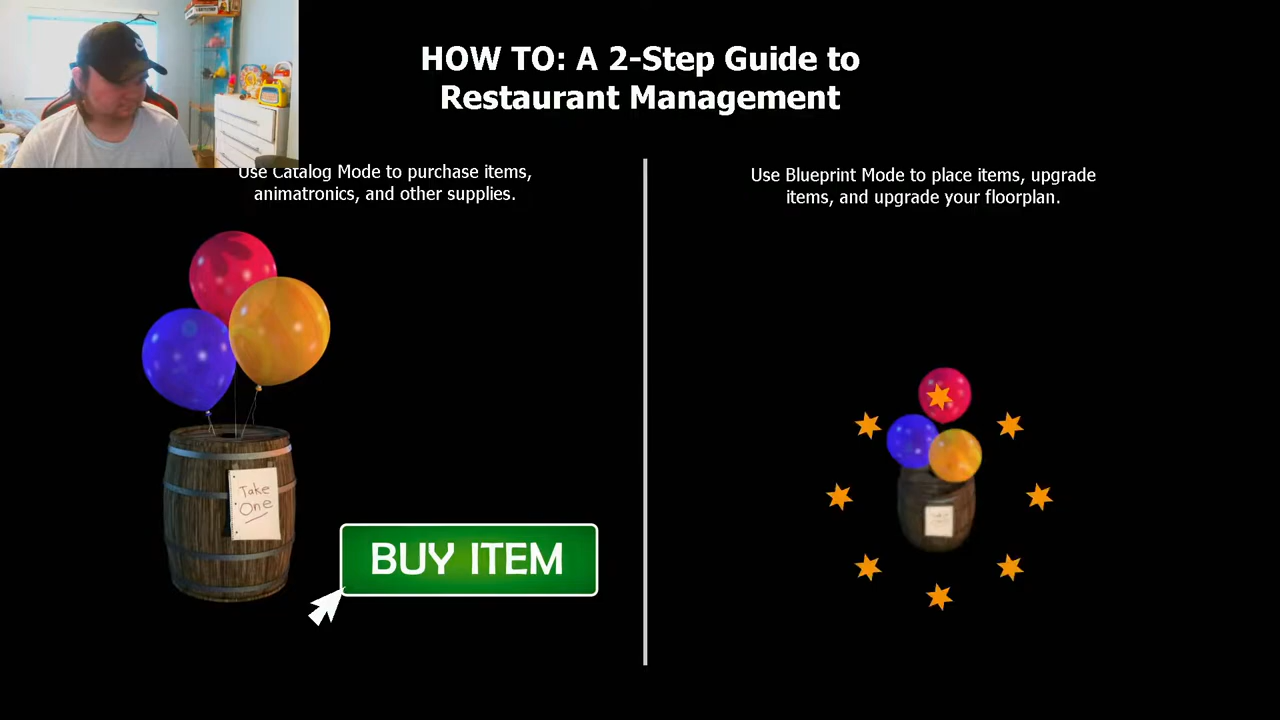 HOW TO: A 2-Step Guide to
Restaurant Management
Use Catalog Mode to purchase items,
animatronics, and other supplies.
Use Blueprint Mode to place items, upgrade
items, and upgrade your floorplan.
Take
One
BUY ITEM